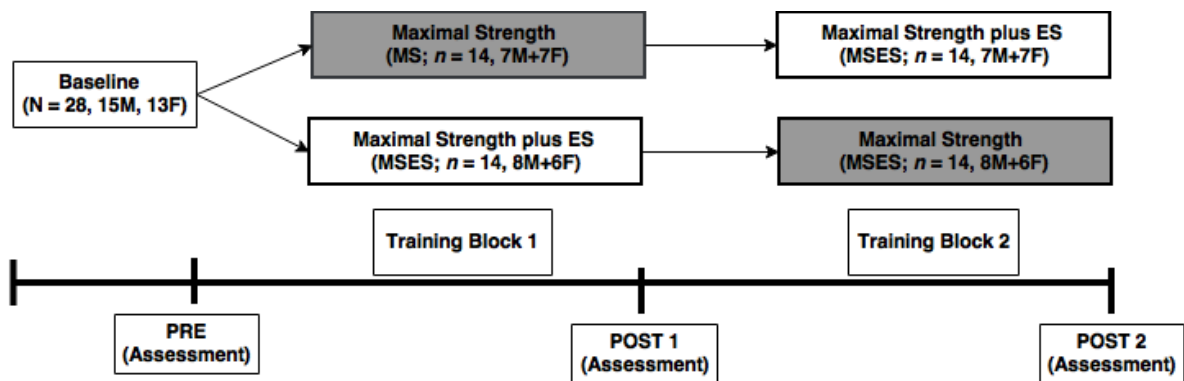 Baseline
(N = 28, 15M, 13F)
Maximal Strength
(MS; n = 14, 7M+7F)
Maximal Strength plus ES
(MSES; n = 14, 7M+7F)
Maximal Strength plus ES
(MSES; n = 14, 8M+6F)
Maximal Strength
(MSES; n = 14, 8M+6F)
Training Block 1
Training Block 2
PRE
(Assessment)
POST 1
(Assessment)
POST 2
(Assessment)